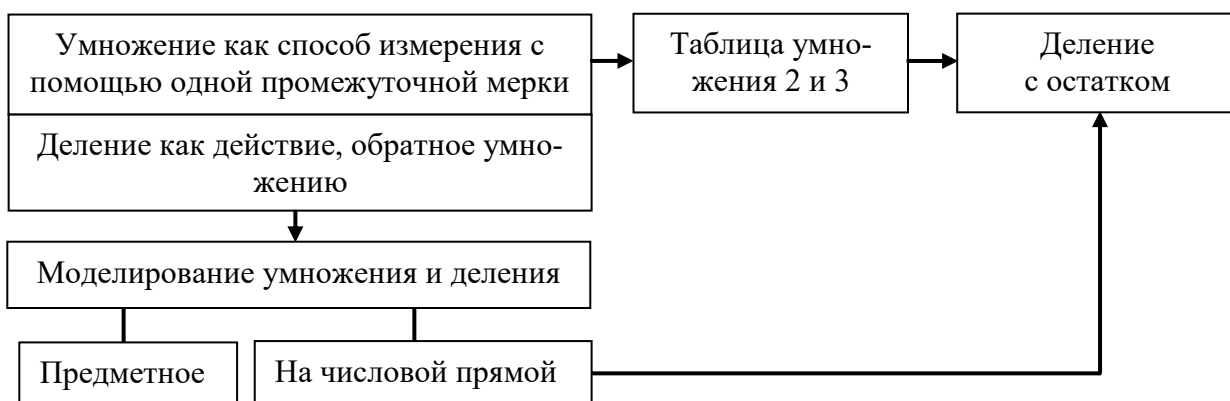 Умножение как способ измерения с
помощью одной промежуточной мерки
Таблица умно-
жения 2 и 3
Деление
с остатком
Деление как действие, обратное умно-
жению
Моделирование умножения и деления
Предметное
На числовой прямой